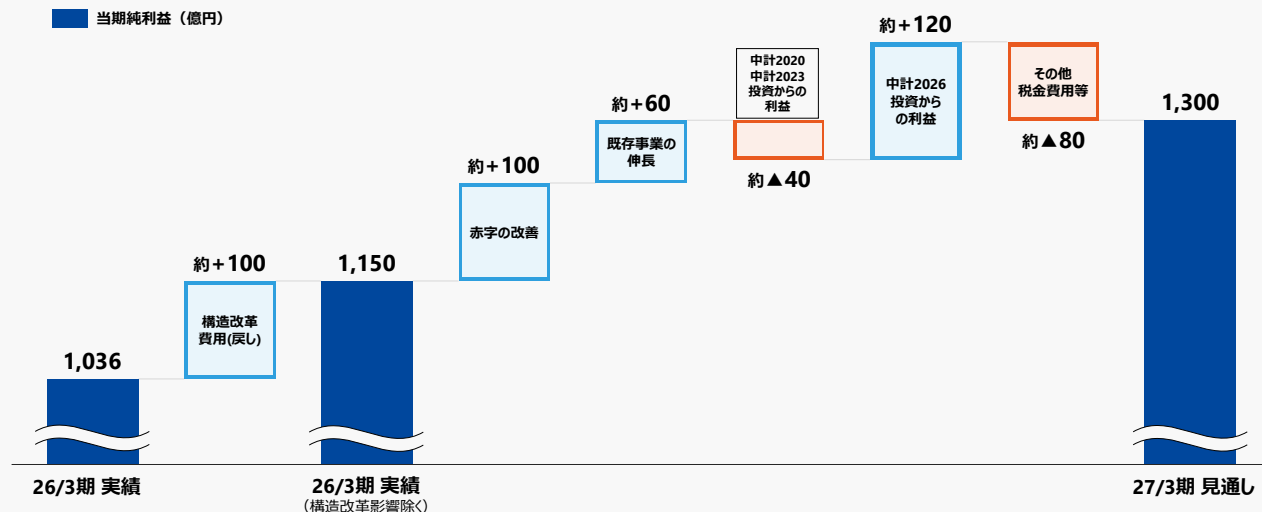 当期純利益（億円）
1,036
約＋100
構造改革
費用(戻し)
1,150
約＋100
赤字の改善
約＋60
既存事業の
伸長
中計2020
中計2023
投資からの
利益
約▲40
約＋120
中計2026
投資から
の利益
その他
税金費用等
約▲80
1,300
26/3期 実績
26/3期 実績
（構造改革影響除く）
27/3期 見通し